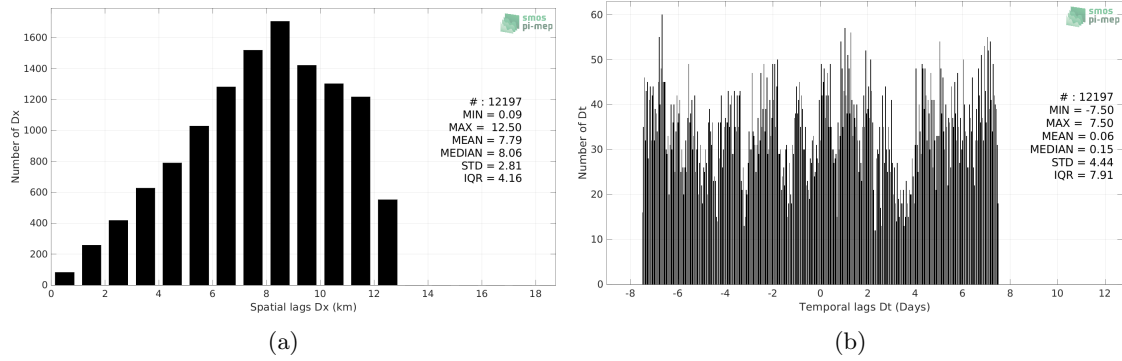 smos
pi-mep
1600
1400
1200
1000
800
600
400
200
0
Number of Dx
# : 12197
MIN = 0.09
MAX = 12.50
MEAN = 7.79
MEDIAN = 8.06
STD = 2.81
IQR = 4.16
0 2 4 6 8 10 12 14 16 18
Spatial lags Dx (km)
(a)
smos
pi-mep
60
50
40
30
20
10
0
Number of Dt
# : 12197
MIN = -7.50
MAX = 7.50
MEAN = 0.06
MEDIAN = 0.15
STD = 4.44
IQR = 7.91
-8 -6 -4 -2 0 2 4 6 8 10 12
Temporal lags Dt (Days)
(b)